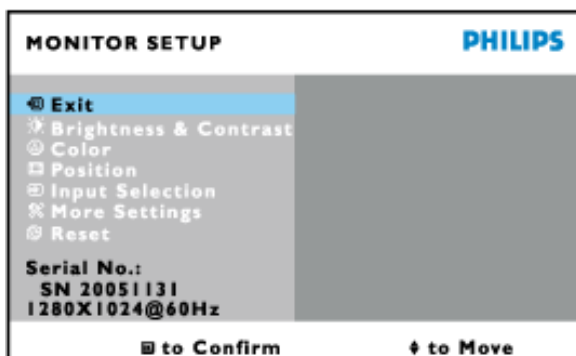 MONITOR SETUP
PHILIPS
Exit
Brightness & Contrast
Color
Position
Input Selection
More Settings
Reset
Serial No.:
SN 20051131
1280X1024@60Hz
to Confirm
to Move